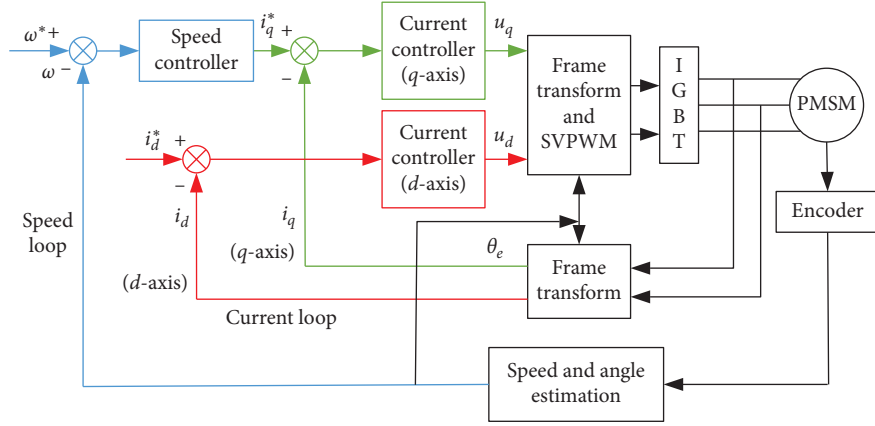 ω* +
ω −
Speed
controller
i*q
+
−
Current
controller
(q-axis)
uq
Frame
transform
and
SVPWM
I
G
B
T
PMSM
i*d
+
−
Current
controller
(d-axis)
ud
Encoder
Speed
loop
id
(d-axis)
iq
(q-axis)
θe
Frame
transform
Current loop
Speed and angle
estimation